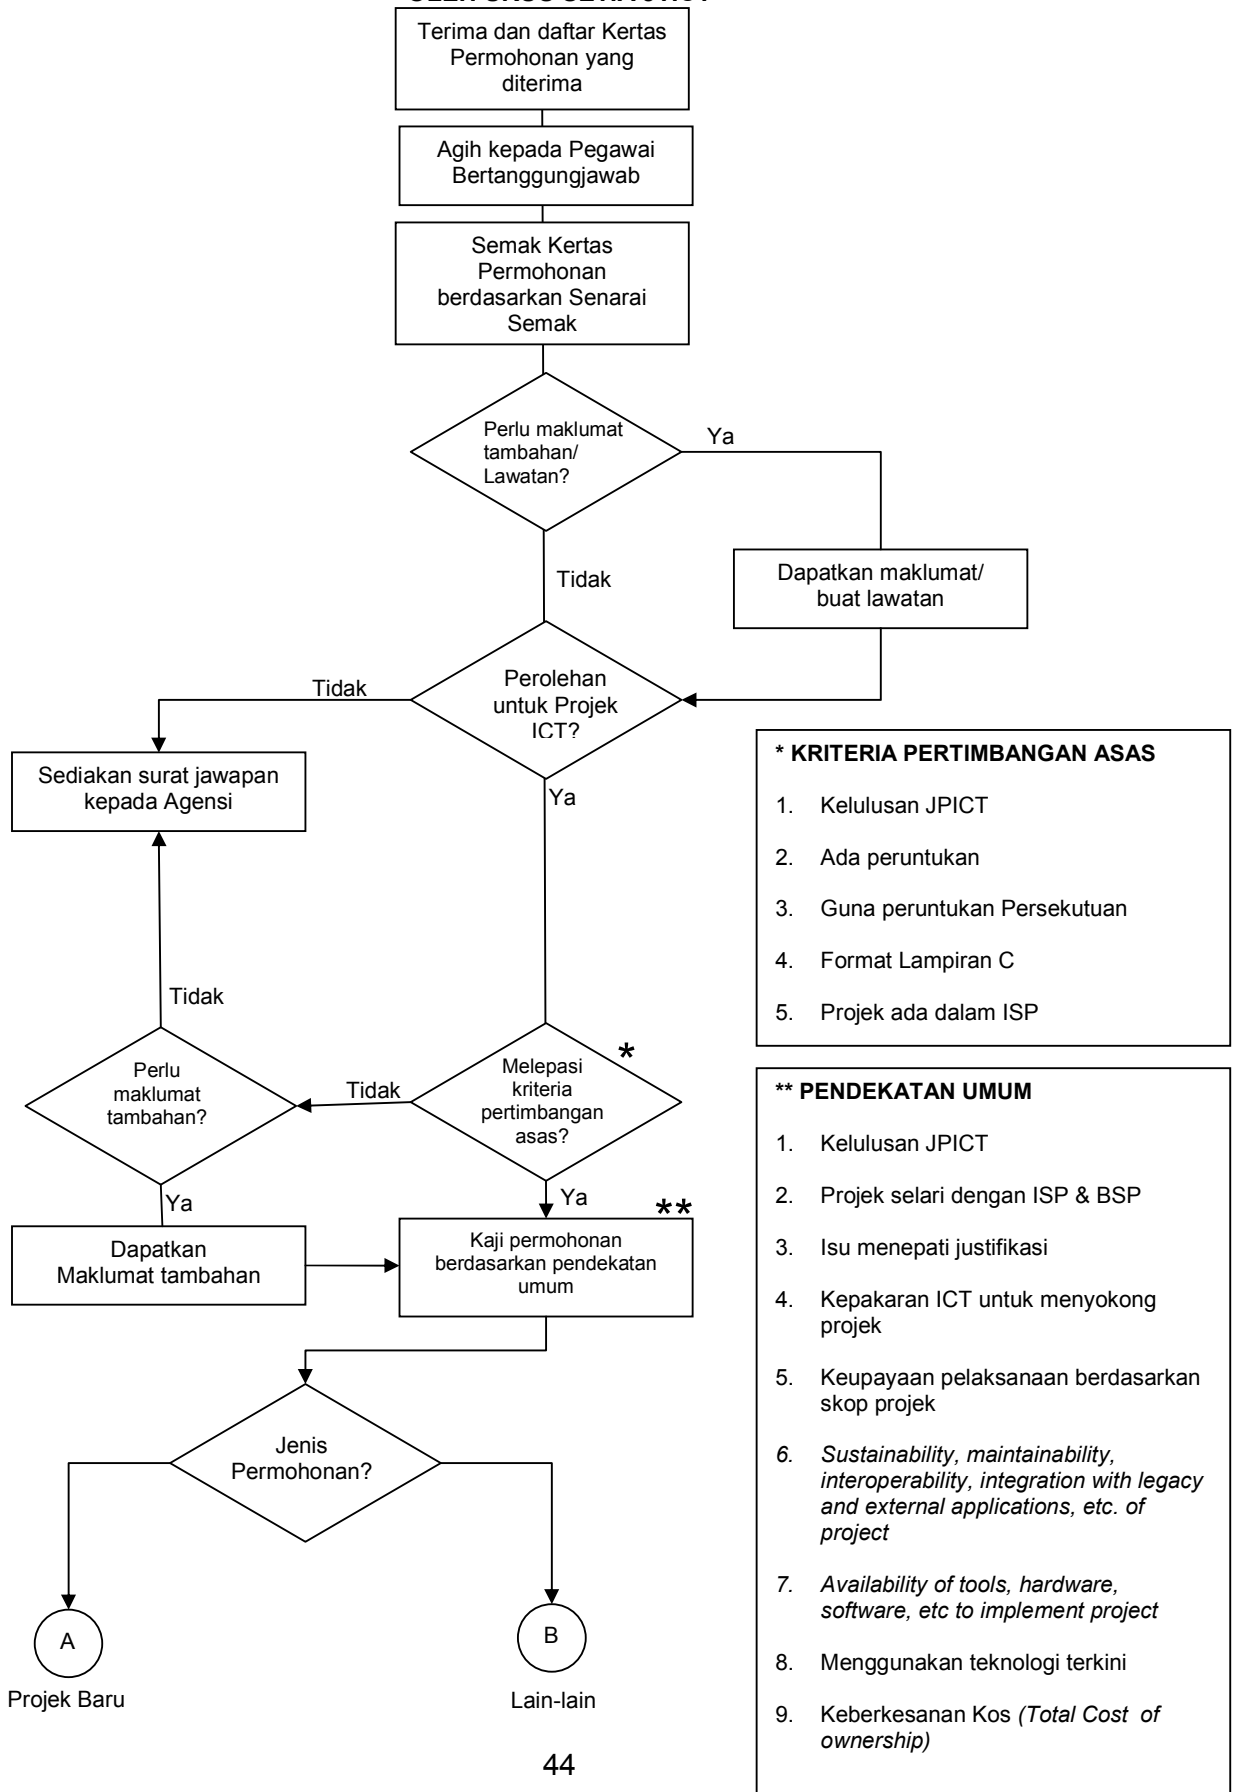 Terima dan daftar Kertas
Permohonan yang
diterima
Agih kepada Pegawai
Bertanggungjawab
Semak Kertas
Permohonan
berdasarkan Senarai
Semak
Perlu maklumat
tambahan/
Lawatan?
Ya
Tidak
Dapatkan maklumat/
buat lawatan
Perolehan
untuk Projek
ICT?
Tidak
Ya
Sediakan surat jawapan
kepada Agensi
* KRITERIA PERTIMBANGAN ASAS
1. Kelulusan JPICT
2. Ada peruntukan
3. Guna peruntukan Persekutuan
4. Format Lampiran C
5. Projek ada dalam ISP
Tidak
Perlu
maklumat
tambahan?
Tidak
Melepasi
kriteria
pertimbangan
asas?
*
Ya
Ya
**
Dapatkan
Maklumat tambahan
Kaji permohonan
berdasarkan pendekatan
umum
** PENDEKATAN UMUM
1. Kelulusan JPICT
2. Projek selari dengan ISP & BSP
3. Isu menepati justifikasi
4. Kepakaran ICT untuk menyokong
projek
5. Keupayaan pelaksanaan berdasarkan
skop projek
6. Sustainability, maintainability,
interoperability, integration with legacy
and external applications, etc. of
project
7. Availability of tools, hardware,
software, etc to implement project
8. Menggunakan teknologi terkini
9. Keberkesanan Kos (Total Cost of
ownership)
Jenis
Permohonan?
A
Projek Baru
B
Lain-lain
44